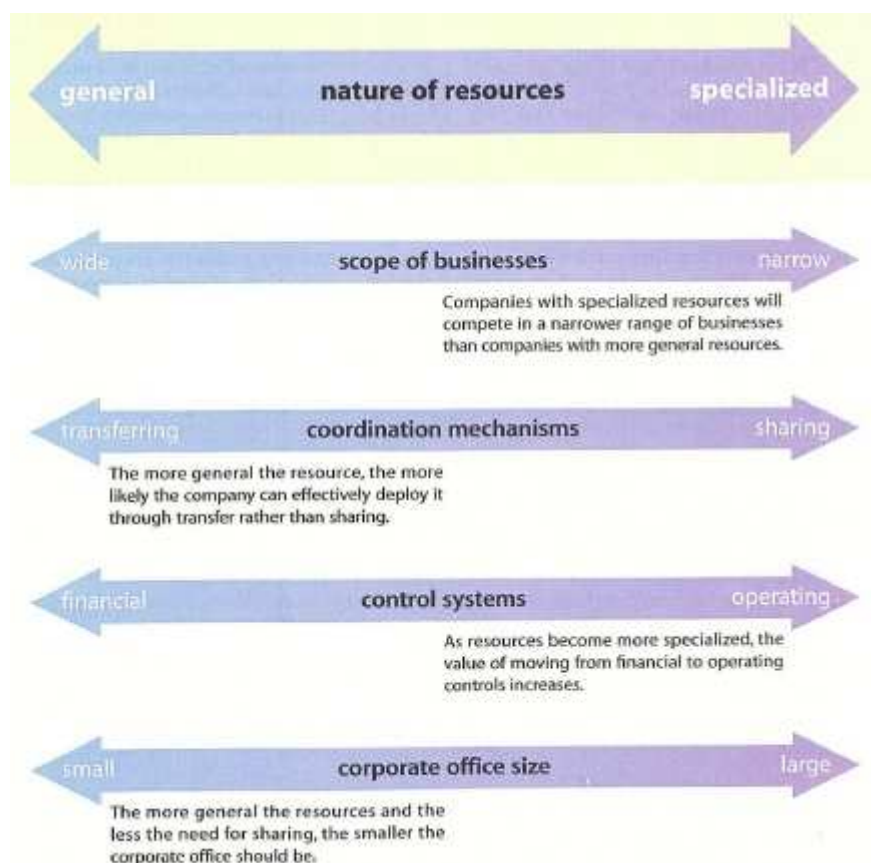 general nature of resources specialized
wide scope of businesses narrow
Companies with specialized resources will
compete in a narrower range of businesses
than companies with more general resources.
transferring coordination mechanisms sharing
The more general the resource, the more
likely the company can effectively deploy it
through transfer rather than sharing.
financial control systems operating
As resources become more specialized, the
value of moving from financial to operating
controls increases.
small corporate office size large
The more general the resources and the
less the need for sharing, the smaller the
corporate office should be.